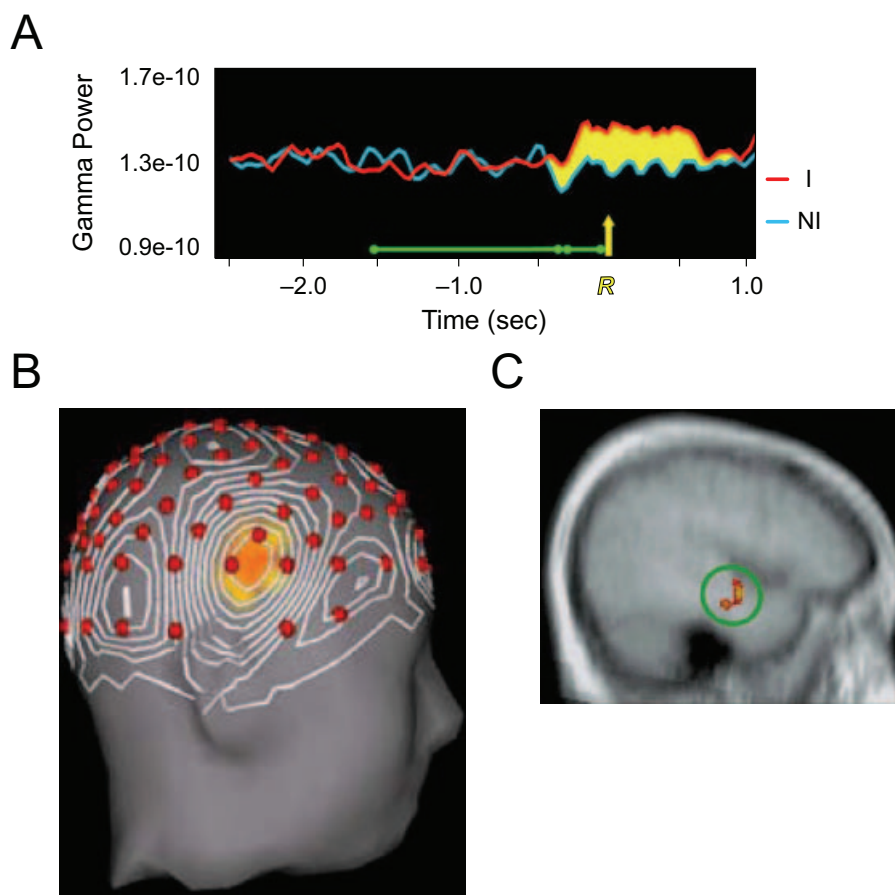 A
Gamma Power
1.7e-10
1.3e-10
0.9e-10
I
NI
–2.0
–1.0
R
1.0
Time (sec)
B
C